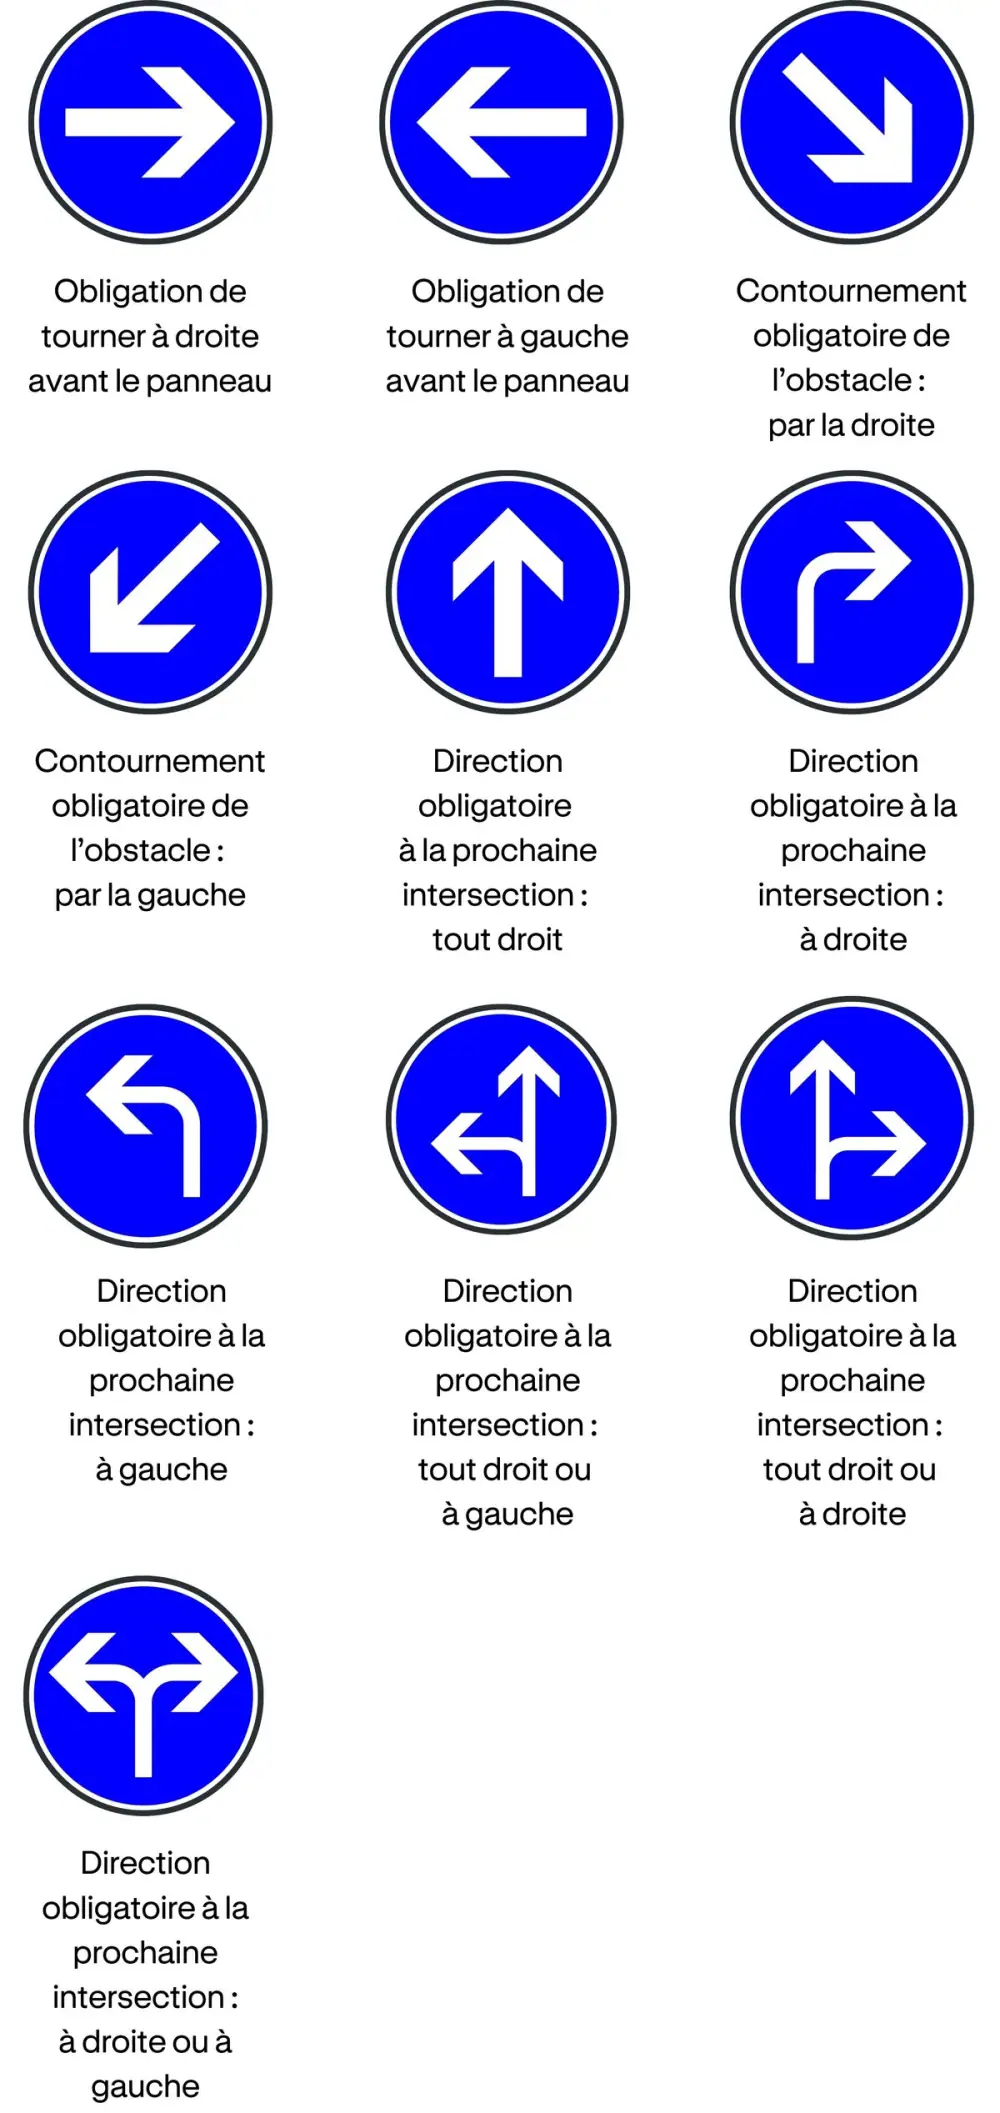 Obligation de
tourner à droite
avant le panneau
Obligation de
tourner à gauche
avant le panneau
Contournement
obligatoire de
l’obstacle :
par la droite
Contournement
obligatoire de
l’obstacle :
par la gauche
Direction
obligatoire
à la prochaine
intersection :
tout droit
Direction
obligatoire à la
prochaine
intersection :
à droite
Direction
obligatoire à la
prochaine
intersection :
à gauche
Direction
obligatoire à la
prochaine
intersection :
tout droit ou
à gauche
Direction
obligatoire à la
prochaine
intersection :
tout droit ou
à droite
Direction
obligatoire à la
prochaine
intersection :
à droite ou à
gauche